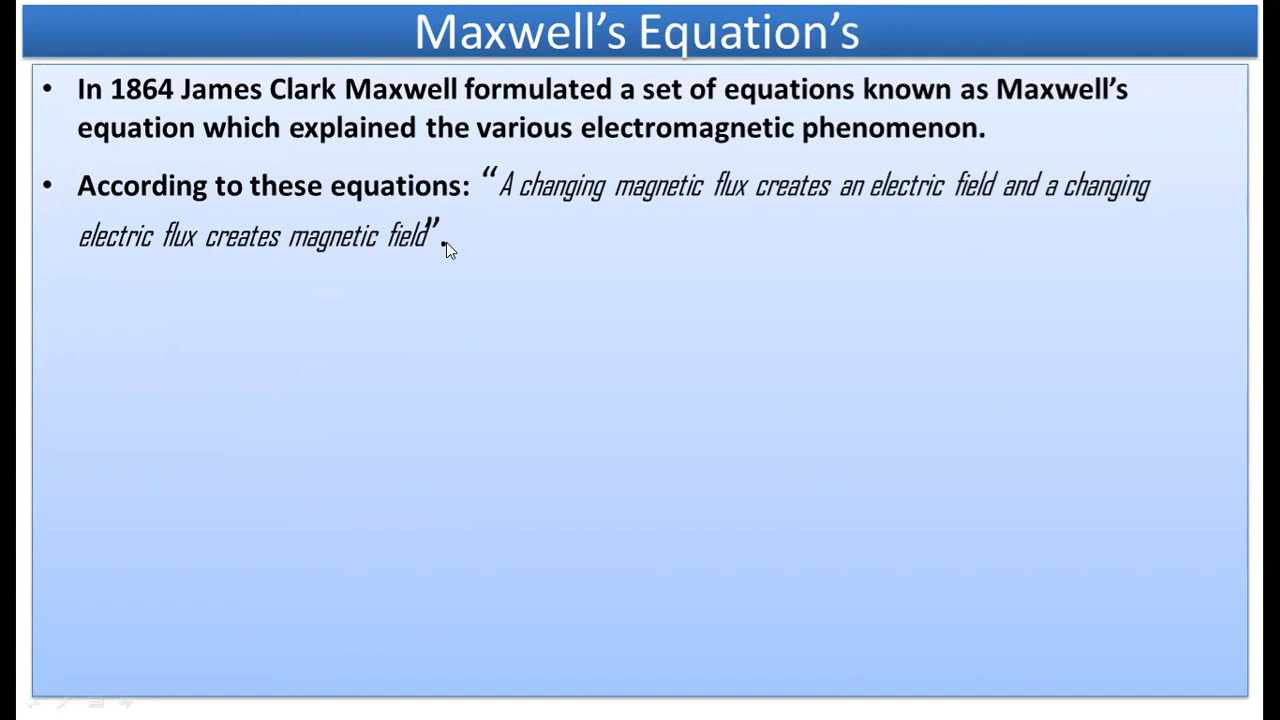 Maxwell’s Equation’s
• In 1864 James Clark Maxwell formulated a set of equations known as Maxwell’s
equation which explained the various electromagnetic phenomenon.
• According to these equations: “A changing magnetic flux creates an electric field and a changing
electric flux creates magnetic field”.